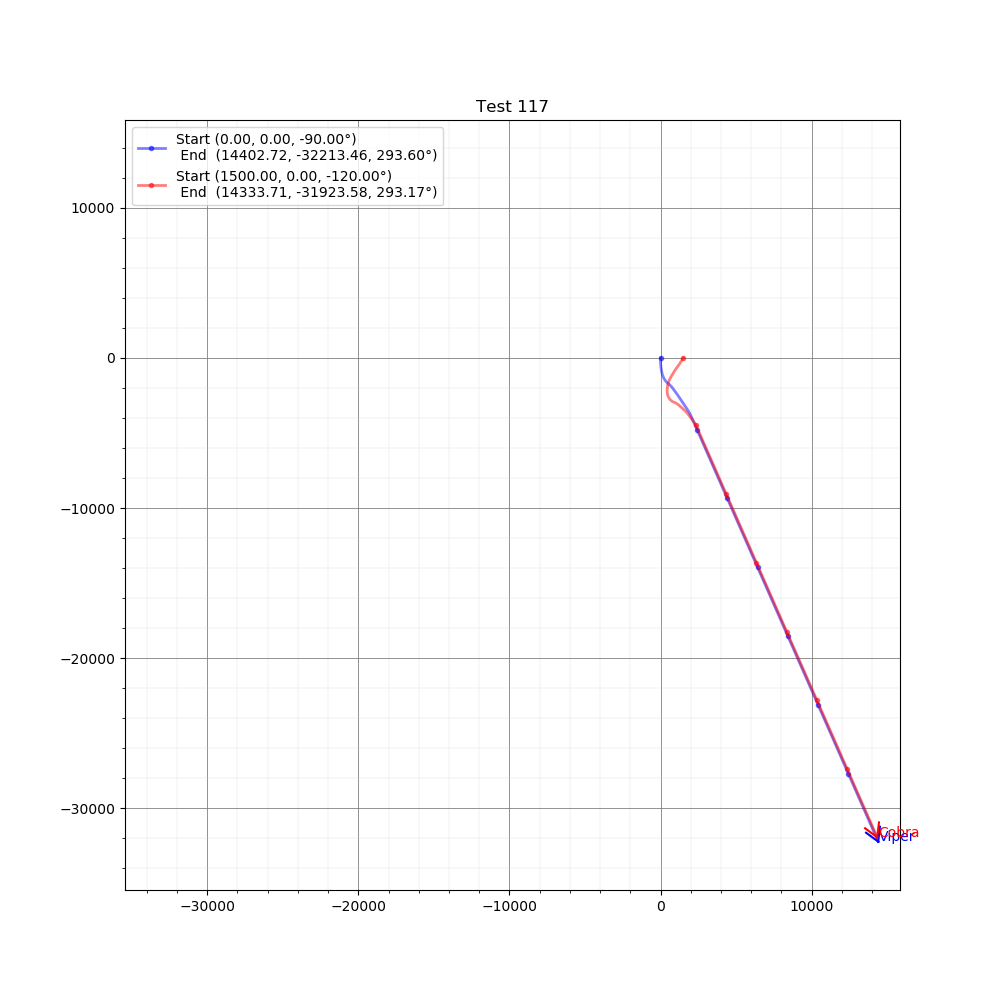 Test 117
Start (0.00, 0.00, -90.00°)
End (14402.72, -32213.46, 293.60°)
Start (1500.00, 0.00, -120.00°)
End (14333.71, -31923.58, 293.17°)
10000
0
−10000
−20000
−30000
Cobra
Viper
−30000
−20000
−10000
0
10000